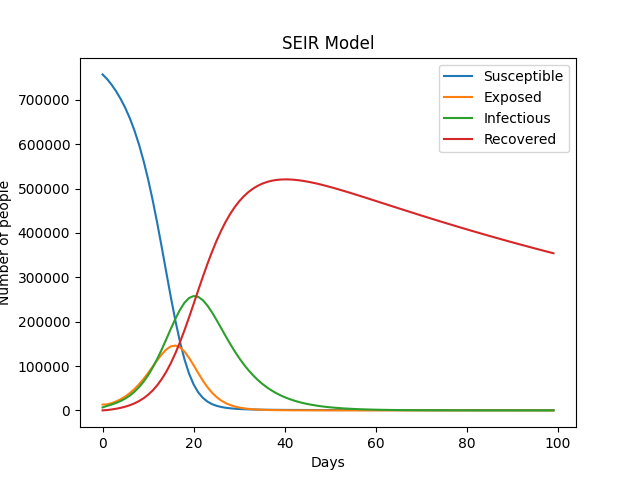 SEIR Model
Susceptible
Exposed
Infectious
Recovered
Number of people
700000
600000
500000
400000
300000
200000
100000
0
0 20 40 60 80 100
Days